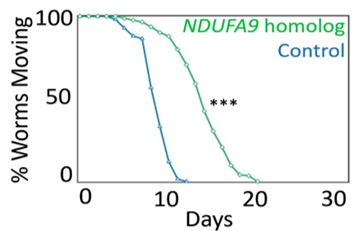 % Worms Moving
100
50
0
NDUFA9 homolog
Control
***
0 10 20 30
Days